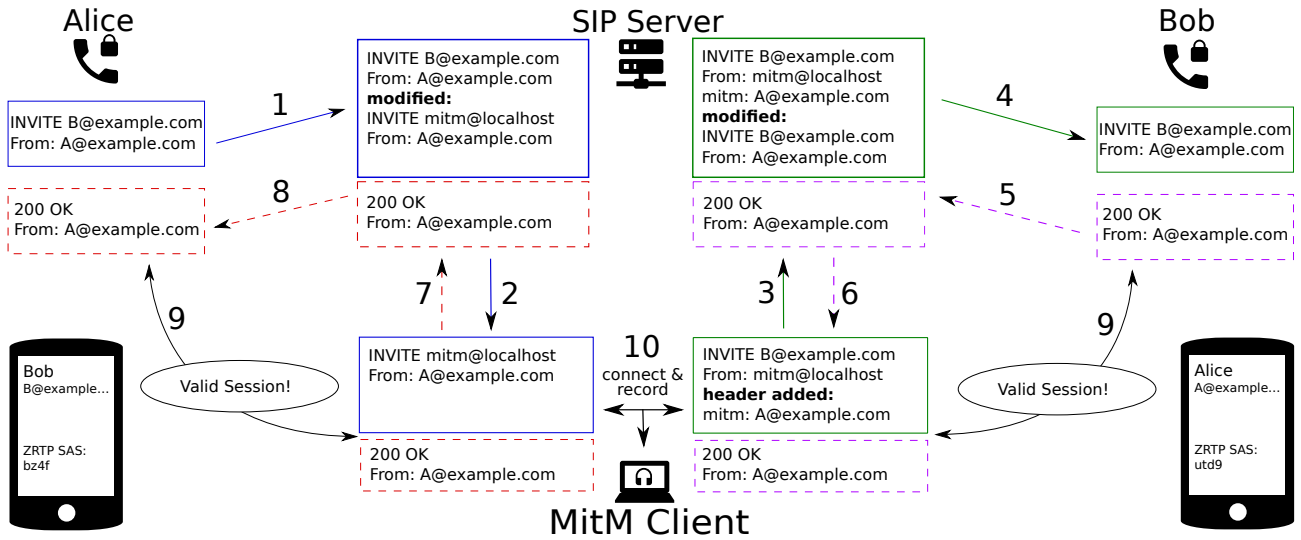 Alice
SIP Server
Bob
INVITE B@example.com
From: A@example.com
1
INVITE B@example.com
From: A@example.com
modified:
INVITE mitm@localhost
From: A@example.com
INVITE B@example.com
From: mitm@localhost
mitm: A@example.com
modified:
INVITE B@example.com
From: A@example.com
4
INVITE B@example.com
From: A@example.com
200 OK
From: A@example.com
8
200 OK
From: A@example.com
200 OK
From: A@example.com
5
200 OK
From: A@example.com
9
7
2
3
6
9
Bob
B@example...
ZRTP SAS:
bz4f
Valid Session!
INVITE mitm@localhost
From: A@example.com
10
connect &
record
INVITE B@example.com
From: mitm@localhost
header added:
mitm: A@example.com
Valid Session!
Alice
A@example...
ZRTP SAS:
utd9
200 OK
From: A@example.com
200 OK
From: A@example.com
MitM Client